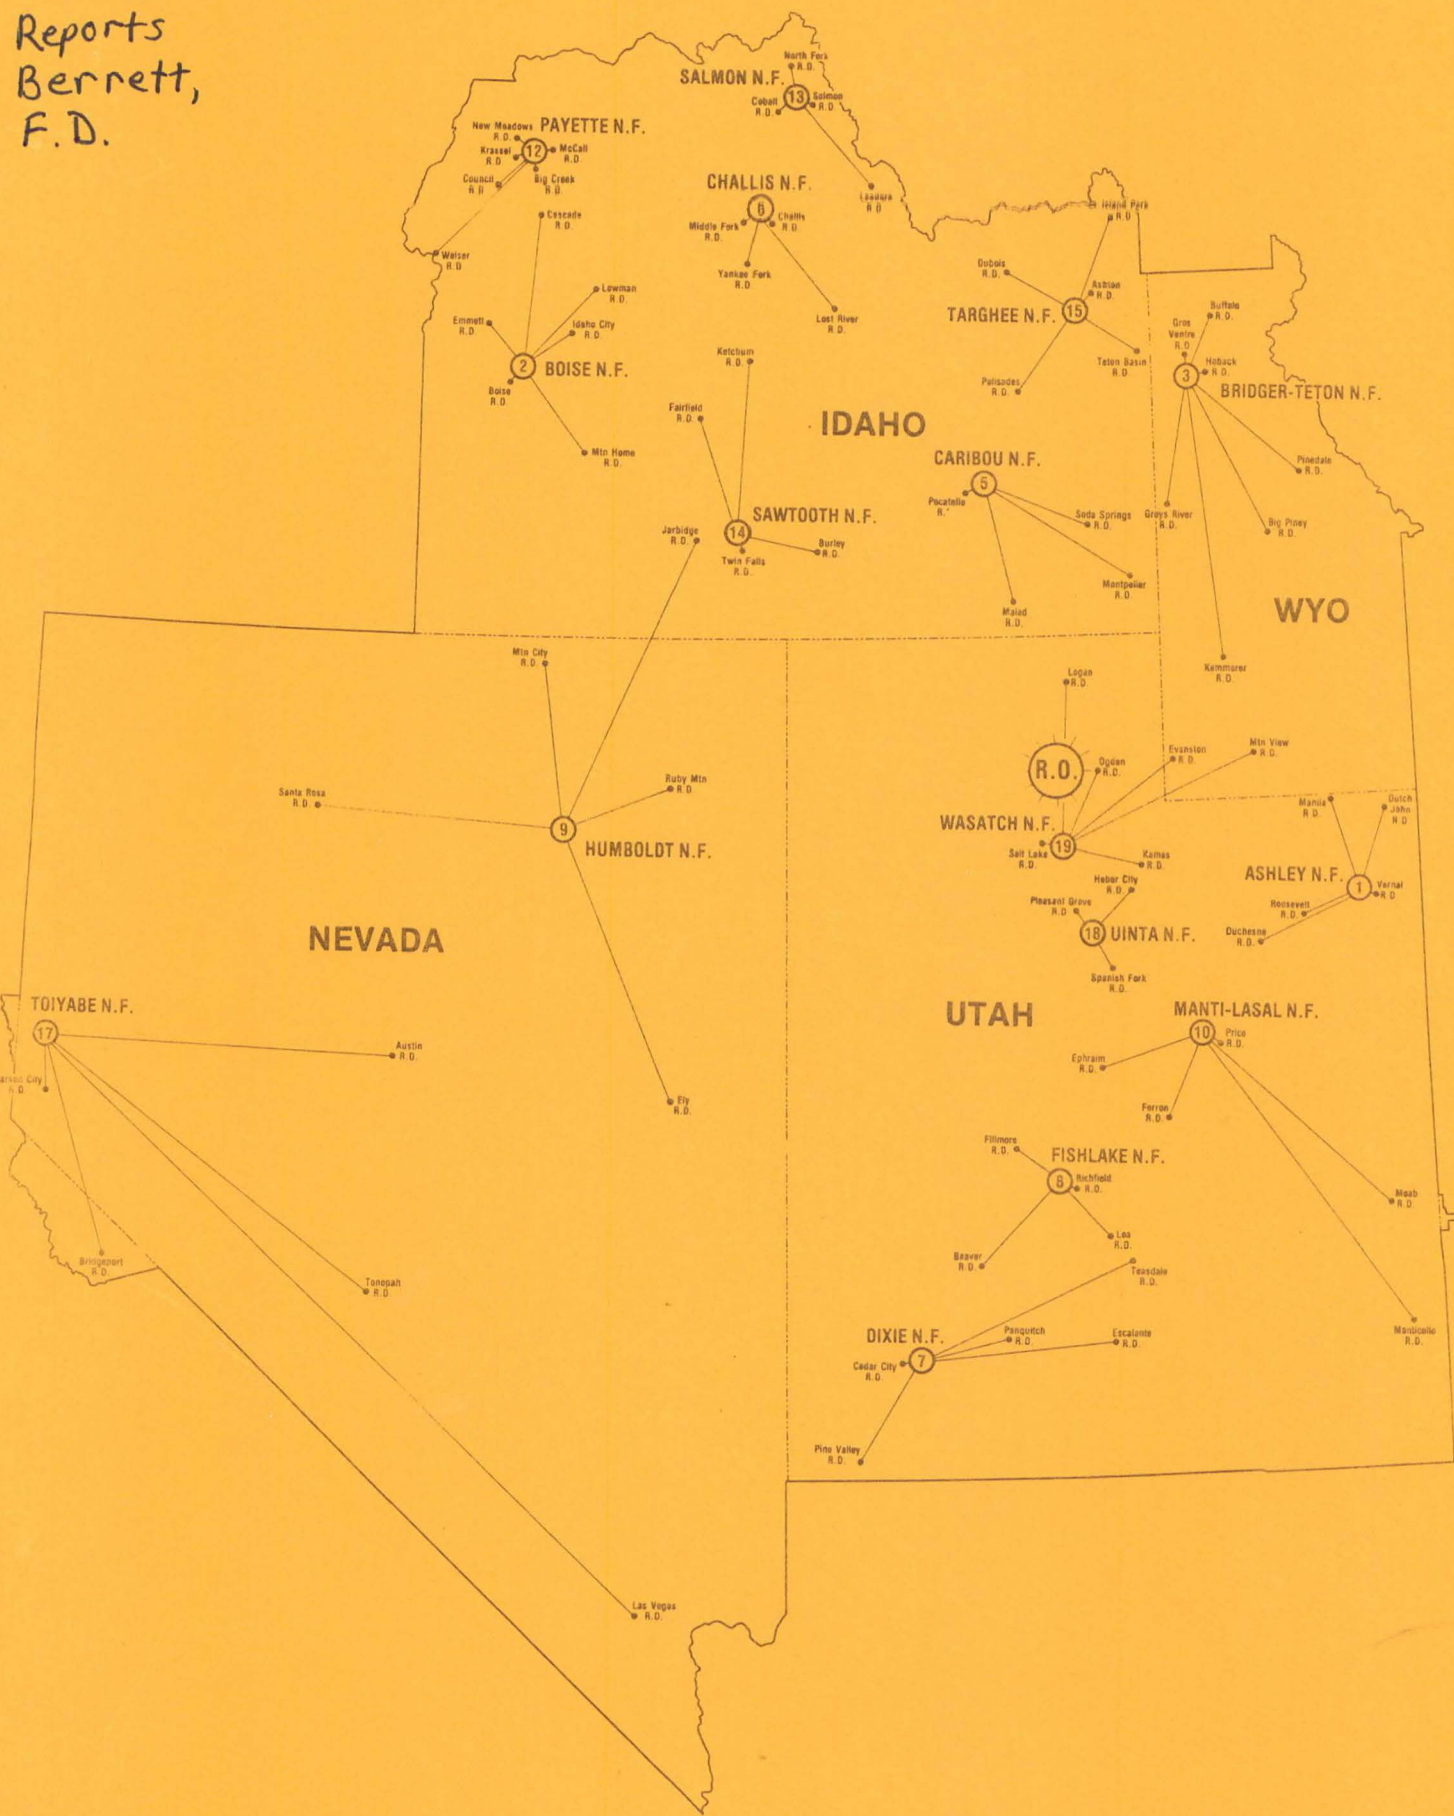 Reports
Berrett,
F.D.
North Fork
R.D.
SALMON N.F.
13
Cobalt
R.D.
Salmon
R.D.
Leadore
R.D.
New Meadows
R.D.
PAYETTE N.F.
12
Krassel
R.D.
McCall
R.D.
Council
R.D.
Big Creek
R.D.
Weiser
R.D.
CHALLIS N.F.
6
Middle Fork
R.D.
Challis
R.D.
Yankee Fork
R.D.
Lost River
R.D.
Cascade
R.D.
Lowman
R.D.
Emmett
R.D.
Idaho City
R.D.
2
BOISE N.F.
Boise
R.D.
Mtn Home
R.D.
Island Park
R.D.
Dubois
R.D.
Ashton
R.D.
TARGHEE N.F.
15
Teton Basin
R.D.
Palisades
R.D.
Buffalo
R.D.
Gros
Ventre
R.D.
Hoback
R.D.
3
BRIDGER-TETON N.F.
Pinedale
R.D.
Greys River
R.D.
Big Piney
R.D.
Kemmerer
R.D.
WYO
IDAHO
Ketchum
R.D.
Fairfield
R.D.
SAWTOOTH N.F.
14
Twin Falls
R.D.
Burley
R.D.
Jarbidge
R.D.
CARIBOU N.F.
5
Pocatello
R.
Soda Springs
R.D.
Montpelier
R.D.
Malad
R.D.
Mtn City
R.D.
Santa Rosa
R.D.
Ruby Mtn
R.D.
9
HUMBOLDT N.F.
Ely
R.D.
NEVADA
TOIYABE N.F.
17
Austin
R.D.
arson City
R.D.
Bridgeport
R.D.
Tonopah
R.D.
Las Vegas
R.D.
Logan
R.D.
R.O.
Ogden
R.D.
Evanston
R.D.
Mtn View
R.D.
WASATCH N.F.
19
Salt Lake
R.D.
Kamas
R.D.
Manila
R.D.
Dutch
John
R.D.
ASHLEY N.F.
1
Vernal
R.D.
Roosevelt
R.D.
Duchesne
R.D.
Heber City
R.D.
Pleasant Grove
R.D.
18
UINTA N.F.
Spanish Fork
R.D.
UTAH
MANTI-LASAL N.F.
10
Price
R.D.
Ephraim
R.D.
Ferron
R.D.
Moab
R.D.
Monticello
R.D.
Fillmore
R.D.
FISHLAKE N.F.
8
Richfield
R.D.
Loa
R.D.
Beaver
R.D.
Teasdale
R.D.
DIXIE N.F.
7
Panguitch
R.D.
Escalante
R.D.
Cedar City
R.D.
Pine Valley
R.D.